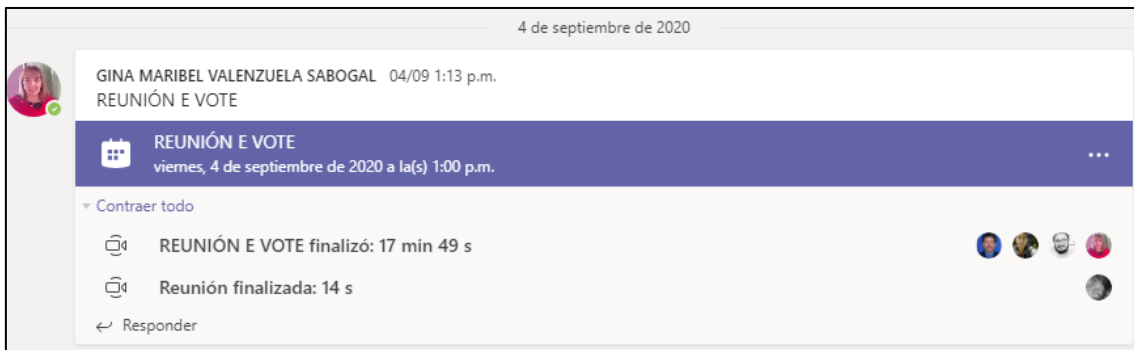 4 de septiembre de 2020
GINA MARIBEL VALENZUELA SABOGAL 04/09 1:13 p.m.
REUNIÓN E VOTE
REUNIÓN E VOTE
viernes, 4 de septiembre de 2020 a la(s) 1:00 p.m.
Contraer todo
REUNIÓN E VOTE finalizó: 17 min 49 s
Reunión finalizada: 14 s
Responder